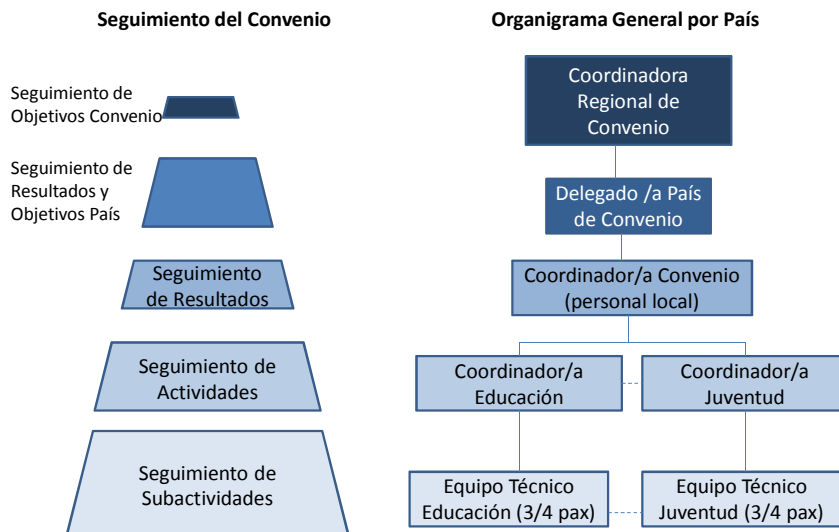 Seguimiento del Convenio
Seguimiento de
Objetivos Convenio
Seguimiento de
Resultados y
Objetivos País
Seguimiento
de Resultados
Seguimiento de
Actividades
Seguimiento de
Subactividades
Organigrama General por País
Coordinadora
Regional de
Convenio
Delegado /a País
de Convenio
Coordinador/a Convenio
(personal local)
Coordinador/a
Educación
Coordinador/a
Juventud
Equipo Técnico
Educación (3/4 pax)
Equipo Técnico
Juventud (3/4 pax)